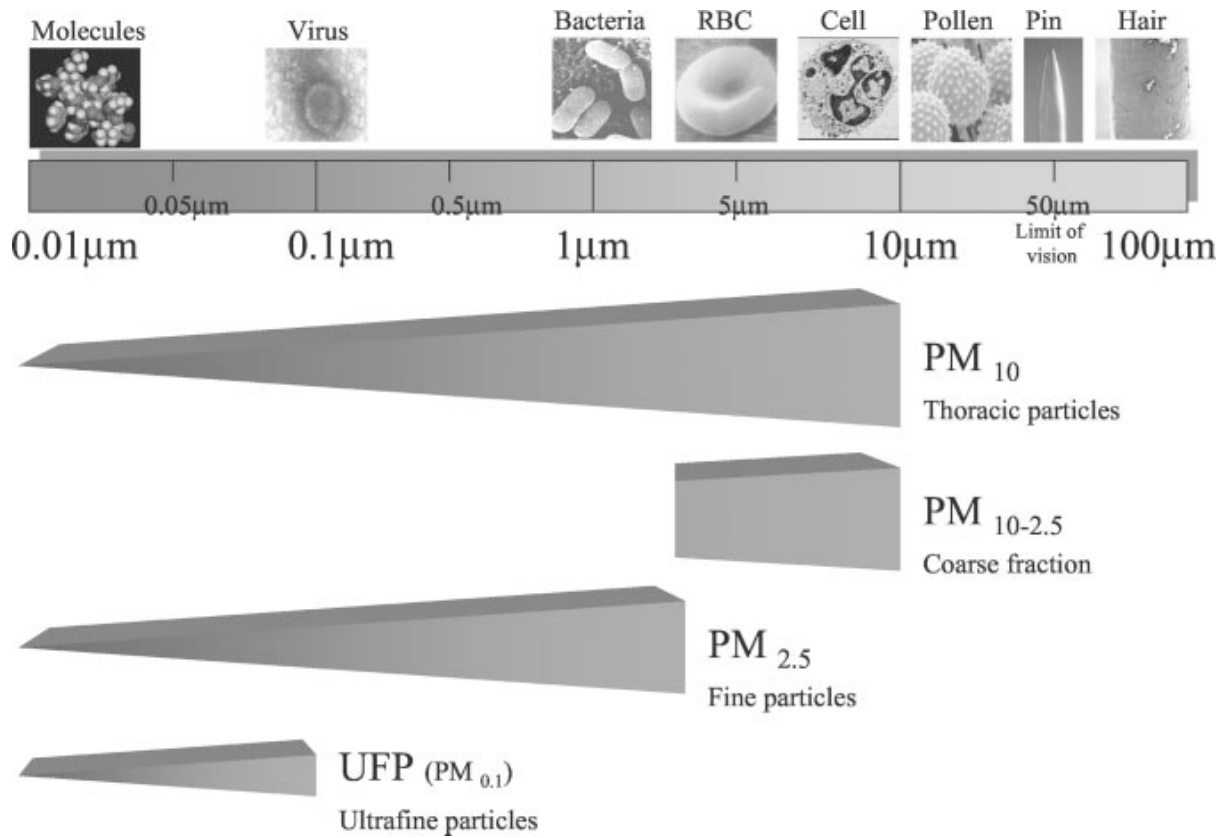 Molecules Virus Bacteria RBC Cell Pollen Pin Hair
0.05μm 0.5μm 5μm 50μm
0.01μm 0.1μm 1μm 10μm Limit of vision 100μm
PM 10
Thoracic particles
PM 10-2.5
Coarse fraction
PM 2.5
Fine particles
UFP (PM 0.1)
Ultrafine particles